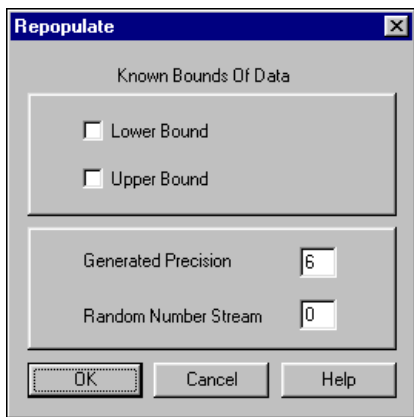 Repopulate
Known Bounds Of Data
Lower Bound
Upper Bound
Generated Precision 6
Random Number Stream 0
OK Cancel Help